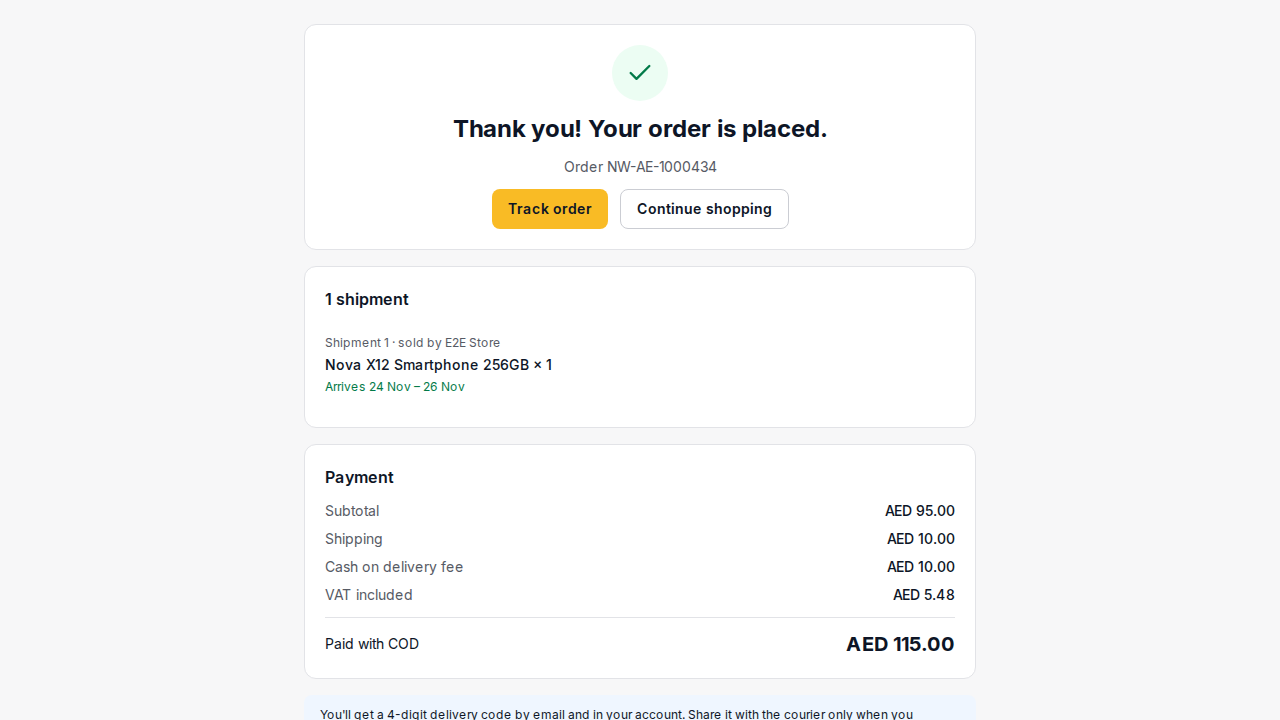 Thank you! Your order is placed.
Order NW-AE-1000434
Track order
Continue shopping
1 shipment
Shipment 1 · sold by E2E Store
Nova X12 Smartphone 256GB × 1
Arrives 24 Nov – 26 Nov
Payment
Subtotal AED 95.00
Shipping AED 10.00
Cash on delivery fee AED 10.00
VAT included AED 5.48
Paid with COD AED 115.00
You'll get a 4-digit delivery code by email and in your account. Share it with the courier only when you